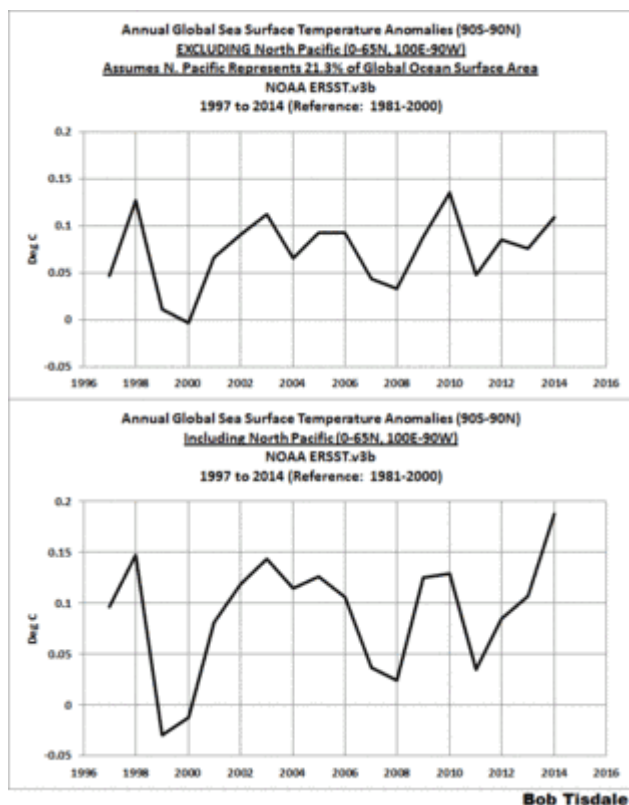 Annual Global Sea Surface Temperature Anomalies (90S-90N)
EXCLUDING North Pacific (0-65N, 100E-90W)
Assumes N. Pacific Represents 21.3% of Global Ocean Surface Area
NOAA ERSST.v3b
1997 to 2014 (Reference: 1981-2000)
0.2
0.15
0.1
0.05
0
-0.05
Deg C
1996 1998 2000 2002 2004 2006 2008 2010 2012 2014 2016
Annual Global Sea Surface Temperature Anomalies (90S-90N)
Including North Pacific (0-65N, 100E-90W)
NOAA ERSST.v3b
1997 to 2014 (Reference: 1981-2000)
0.2
0.15
0.1
0.05
0
-0.05
Deg C
1996 1998 2000 2002 2004 2006 2008 2010 2012 2014 2016
Bob Tisdale